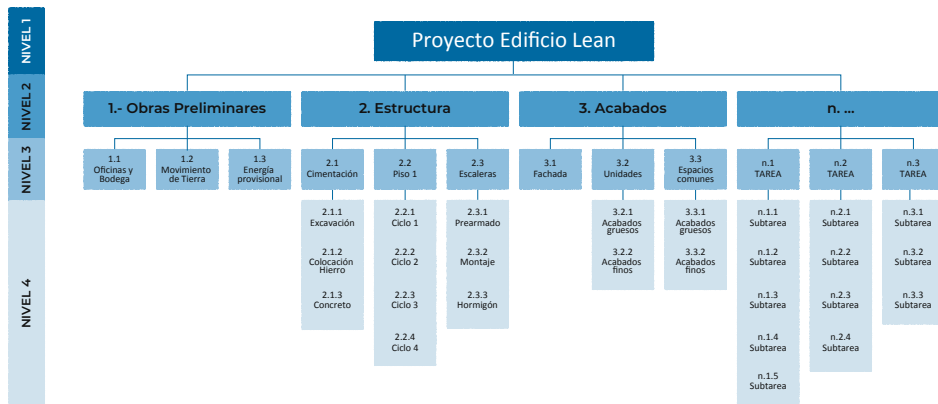 NIVEL 1
Proyecto Edificio Lean
NIVEL 2
1.- Obras Preliminares
2. Estructura
3. Acabados
n. ...
NIVEL 3
1.1
Oficinas y
Bodega
1.2
Movimiento
de Tierra
1.3
Energía
provisional
2.1
Cimentación
2.2
Piso 1
2.3
Escaleras
3.1
Fachada
3.2
Unidades
3.3
Espacios
comunes
n.1
TAREA
n.2
TAREA
n.3
TAREA
NIVEL 4
2.1.1
Excavación
2.1.2
Colocación
Hierro
2.1.3
Concreto
2.2.1
Ciclo 1
2.2.2
Ciclo 2
2.2.3
Ciclo 3
2.2.4
Ciclo 4
2.3.1
Prearmado
2.3.2
Montaje
2.3.3
Hormigón
3.2.1
Acabados
gruesos
3.2.2
Acabados
finos
3.3.1
Acabados
gruesos
3.3.2
Acabados
finos
n.1.1
Subtarea
n.1.2
Subtarea
n.1.3
Subtarea
n.1.4
Subtarea
n.1.5
Subtarea
n.2.1
Subtarea
n.2.2
Subtarea
n.2.3
Subtarea
n.2.4
Subtarea
n.3.1
Subtarea
n.3.2
Subtarea
n.3.3
Subtarea